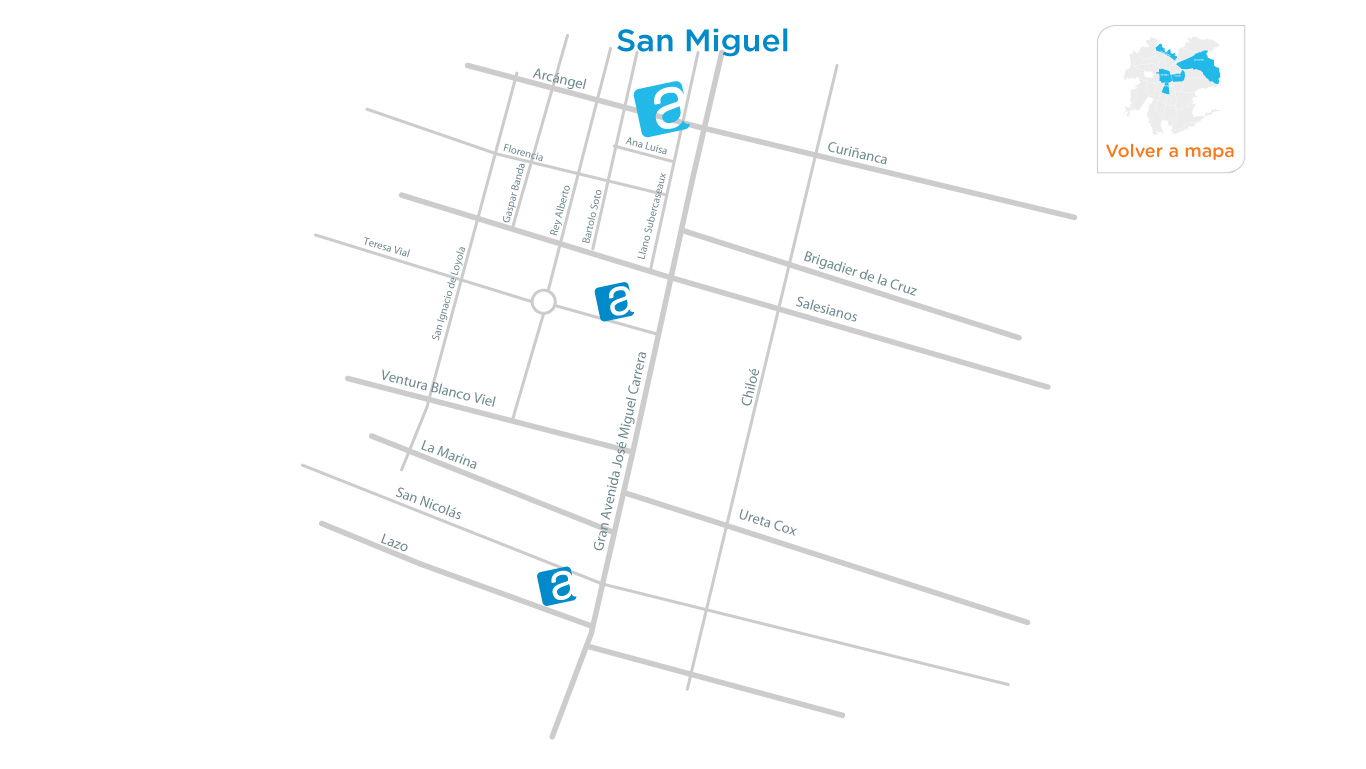 San Miguel
Arcángel
a
Curiñanca
Volver a mapa
Ana Luisa
Florencia
Gaspar Banda
Rey Alberto
Bartolo Soto
Llano Subercaseaux
Teresa Vial
San Ignacio de Loyola
a
Brigadier de la Cruz
Salesianos
Ventura Blanco Viel
Gran Avenida José Miguel Carrera
Chiloé
La Marina
San Nicolás
Ureta Cox
Lazo
a